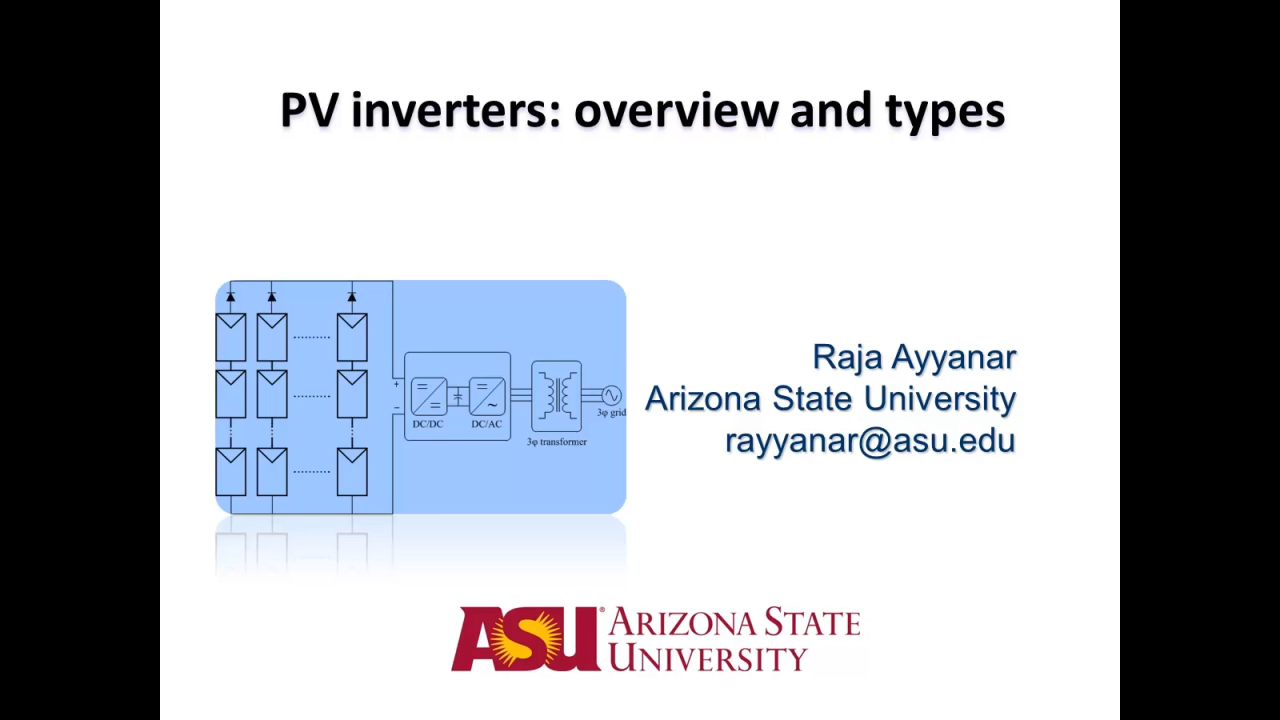 PV inverters: overview and types
+
−
DC/DC
DC/AC
3φ grid
3φ transformer
Raja Ayyanar
Arizona State University
rayyanar@asu.edu
ASU®
ARIZONA STATE
UNIVERSITY